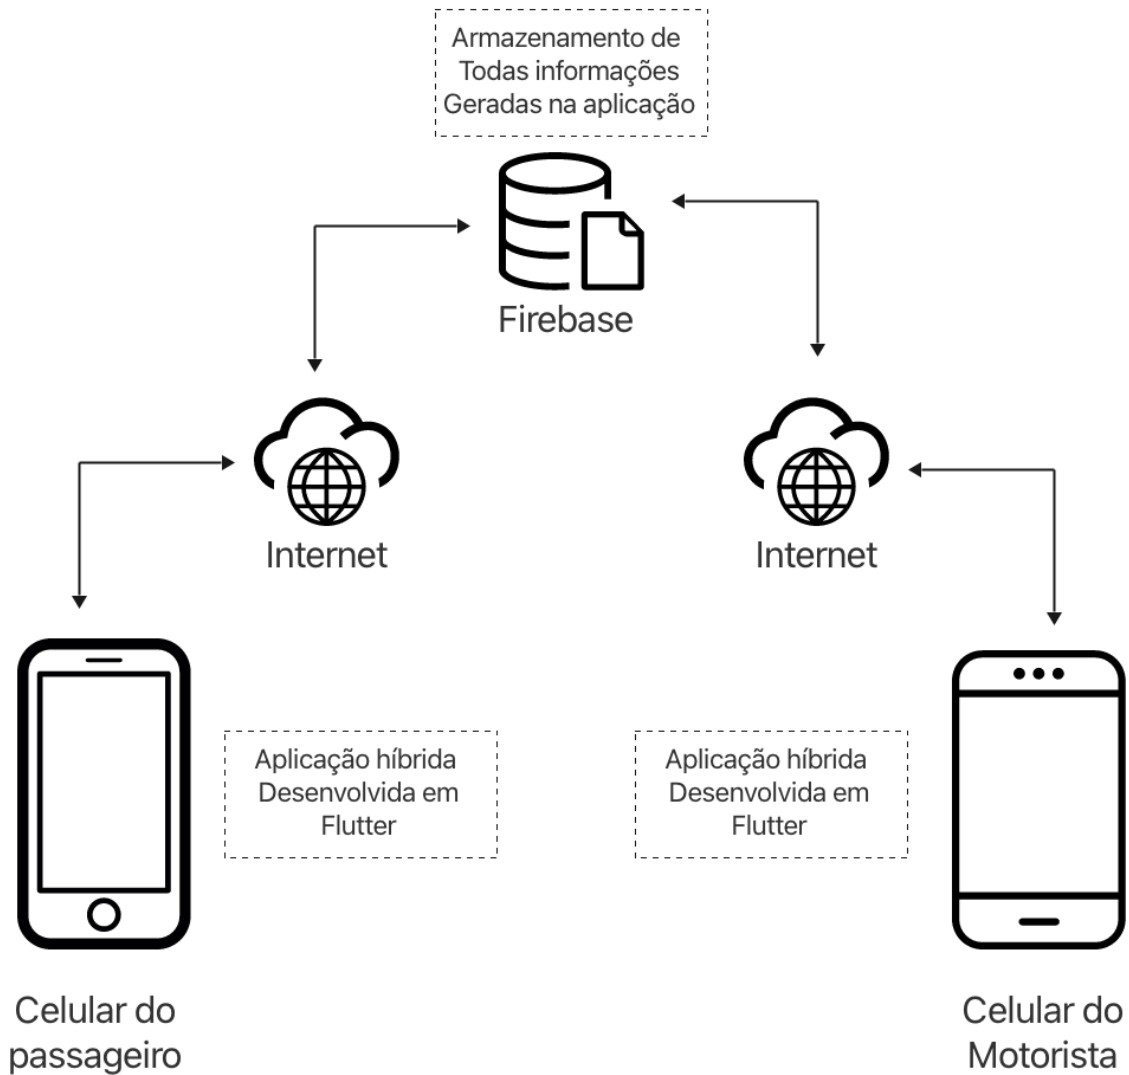 Armazenamento de
Todas informações
Geradas na aplicação
Firebase
Internet
Internet
Aplicação híbrida
Desenvolvida em
Flutter
Aplicação híbrida
Desenvolvida em
Flutter
Celular do
passageiro
Celular do
Motorista